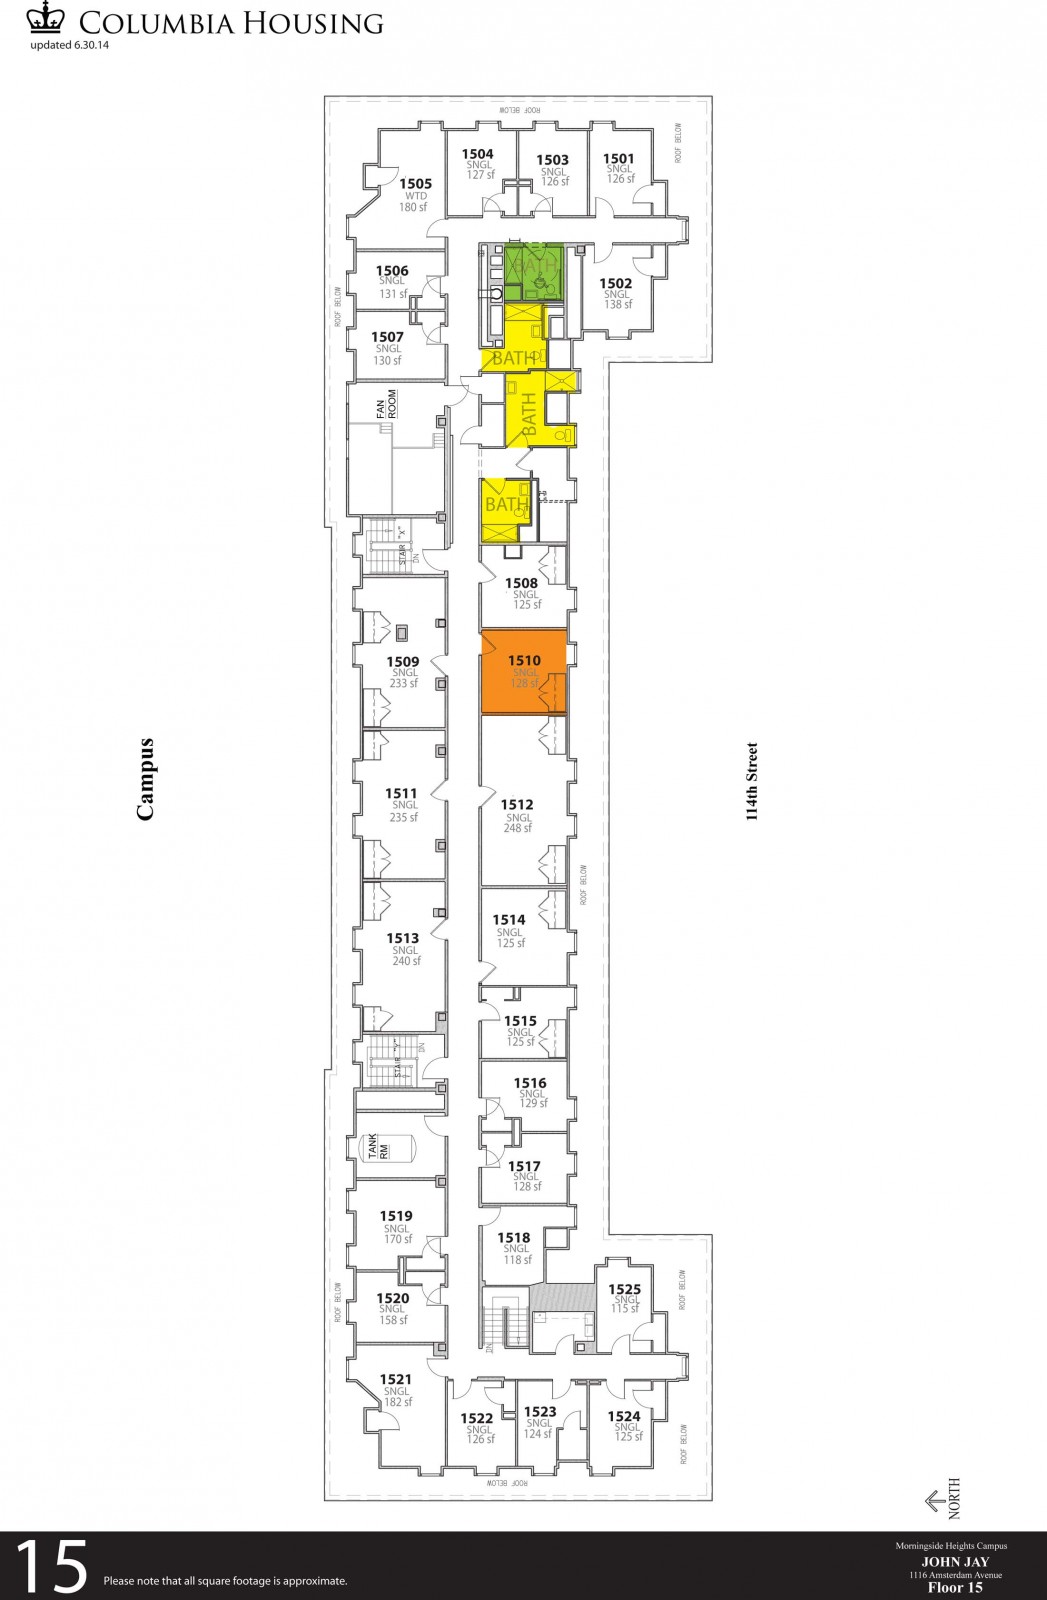 COLUMBIA HOUSING
updated 6.30.14
ROOF BELOW
ROOF BELOW
1504
SNGL
127 sf
1503
SNGL
126 sf
1501
SNGL
126 sf
1505
WTD
180 sf
BATH
1506
SNGL
131 sf
1502
SNGL
138 sf
ROOF BELOW
1507
SNGL
130 sf
BATH
FAN
ROOM
BATH
BATH
STAIR "X"
DN
1508
SNGL
125 sf
1509
SNGL
233 sf
1510
SNGL
128 sf
Campus
114th Street
1511
SNGL
235 sf
1512
SNGL
248 sf
ROOF BELOW
1513
SNGL
240 sf
1514
SNGL
125 sf
1515
SNGL
125 sf
STAIR "Y"
DN
1516
SNGL
129 sf
TANK
RM
1517
SNGL
128 sf
1519
SNGL
170 sf
1518
SNGL
118 sf
1520
SNGL
158 sf
ROOF BELOW
1525
SNGL
115 sf
ROOF BELOW
DN
1521
SNGL
182 sf
1522
SNGL
126 sf
1523
SNGL
124 sf
1524
SNGL
125 sf
ROOF BELOW
ROOF BELOW
NORTH
15
Please note that all square footage is approximate.
Morningside Heights Campus
JOHN JAY
1116 Amsterdam Avenue
Floor 15